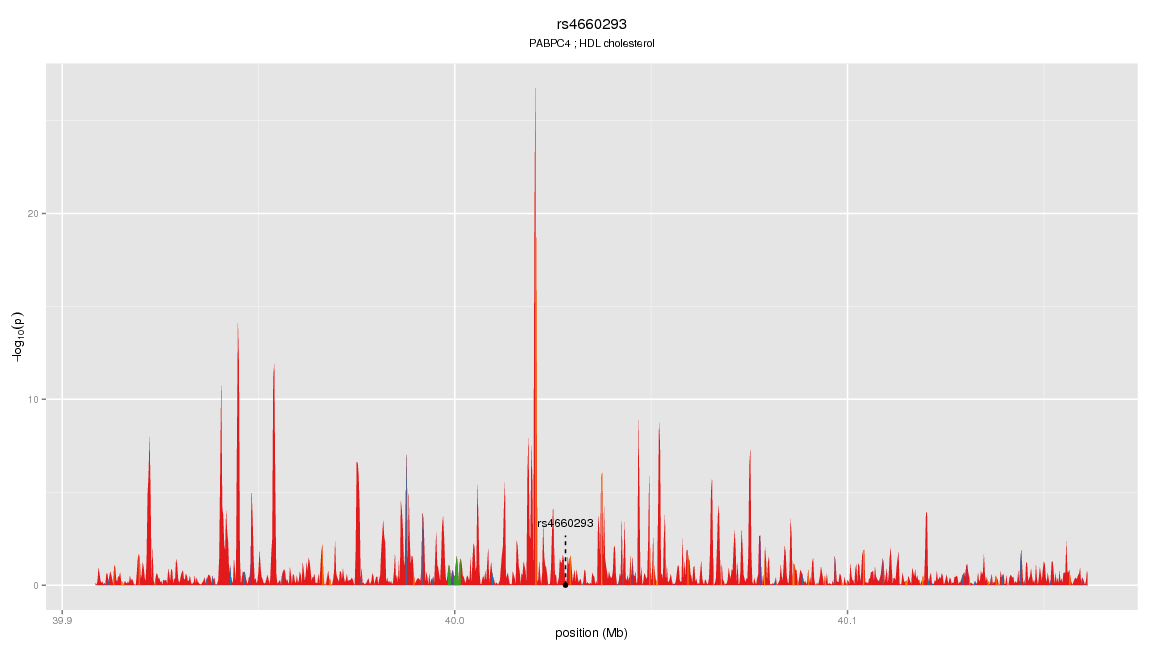 rs4660293
PABPC4 ; HDL cholesterol
20
10
0
−log10(p)
rs4660293
39.9
40.0
40.1
position (Mb)